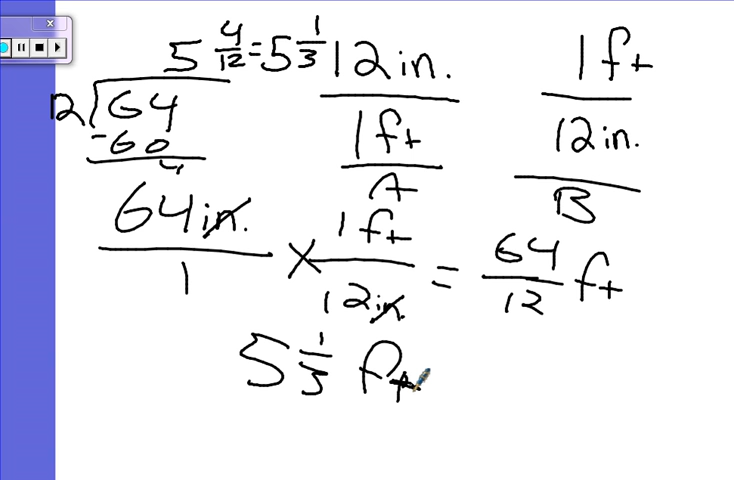 5 4/12 = 5 1/3
12 ) 64
-60
4
12 in.
1 ft
A
1 ft
12 in.
B
64 in. / 1 × 1 ft / 12 in. = 64/12 ft
5 1/3 ft